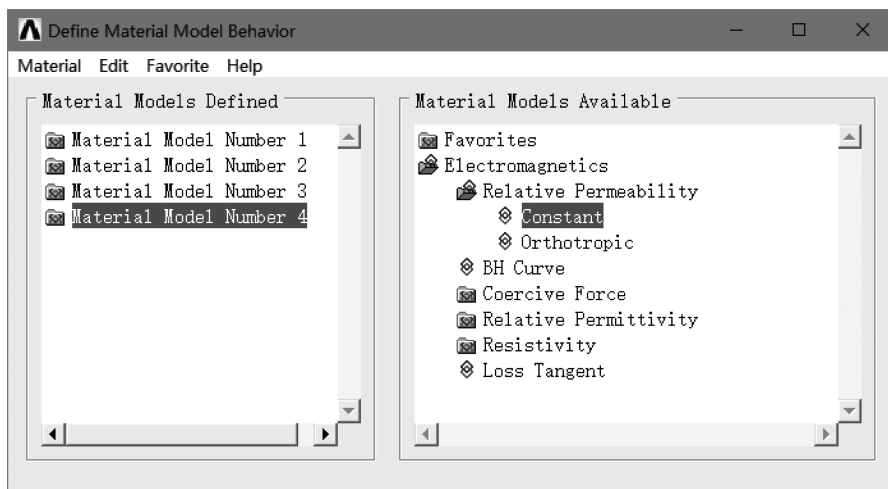 Define Material Model Behavior
Material Edit Favorite Help
Material Models Defined
Material Model Number 1
Material Model Number 2
Material Model Number 3
Material Model Number 4
Material Models Available
Favorites
Electromagnetics
Relative Permeability
Constant
Orthotropic
BH Curve
Coercive Force
Relative Permittivity
Resistivity
Loss Tangent